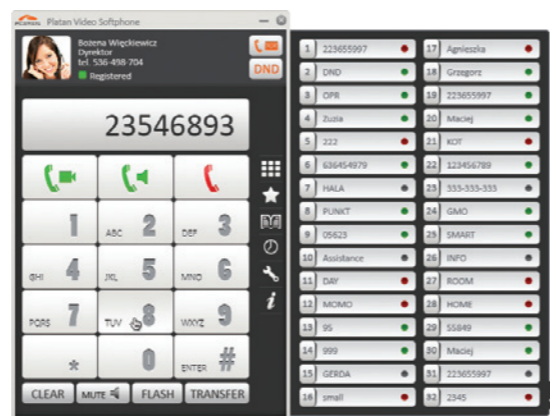 PLATAN Platan Video Softphone
Bożena Więckiewicz
Dyrektor
tel. 536-498-704
Registered
DND
23546893
1
ABC 2
DEF 3
GHI 4
JKL 5
MNO 6
PQRS 7
TUV 8
WXYZ 9
*
0
ENTER #
CLEAR
MUTE
FLASH
TRANSFER
1 223655997
2 DND
3 OPR
4 Zuzia
5 222
6 636454979
7 HALA
8 PUNKT
9 05623
10 Assistance
11 DAY
12 MOMO
13 95
14 999
15 GERDA
16 small
17 Agnieszka
18 Grzegorz
19 223655997
20 Maciej
21 KOT
22 123456789
23 333-333-333
24 GMO
25 SMART
26 INFO
27 ROOM
28 HOME
29 55849
30 Maciej
31 223655997
32 2345